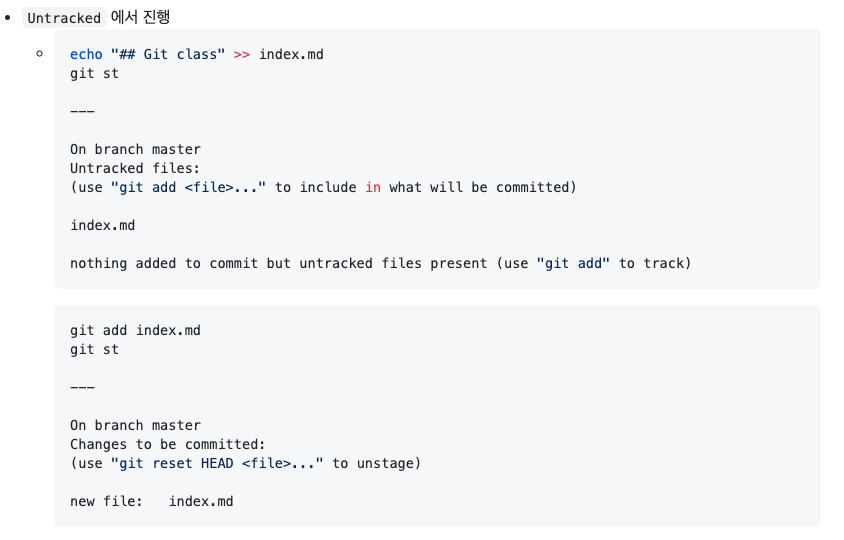 Untracked 에서 진행
echo "## Git class" >> index.md
git st
---
On branch master
Untracked files:
(use "git add <file>..." to include in what will be committed)
index.md
nothing added to commit but untracked files present (use "git add" to track)
git add index.md
git st
---
On branch master
Changes to be committed:
(use "git reset HEAD <file>..." to unstage)
new file:   index.md